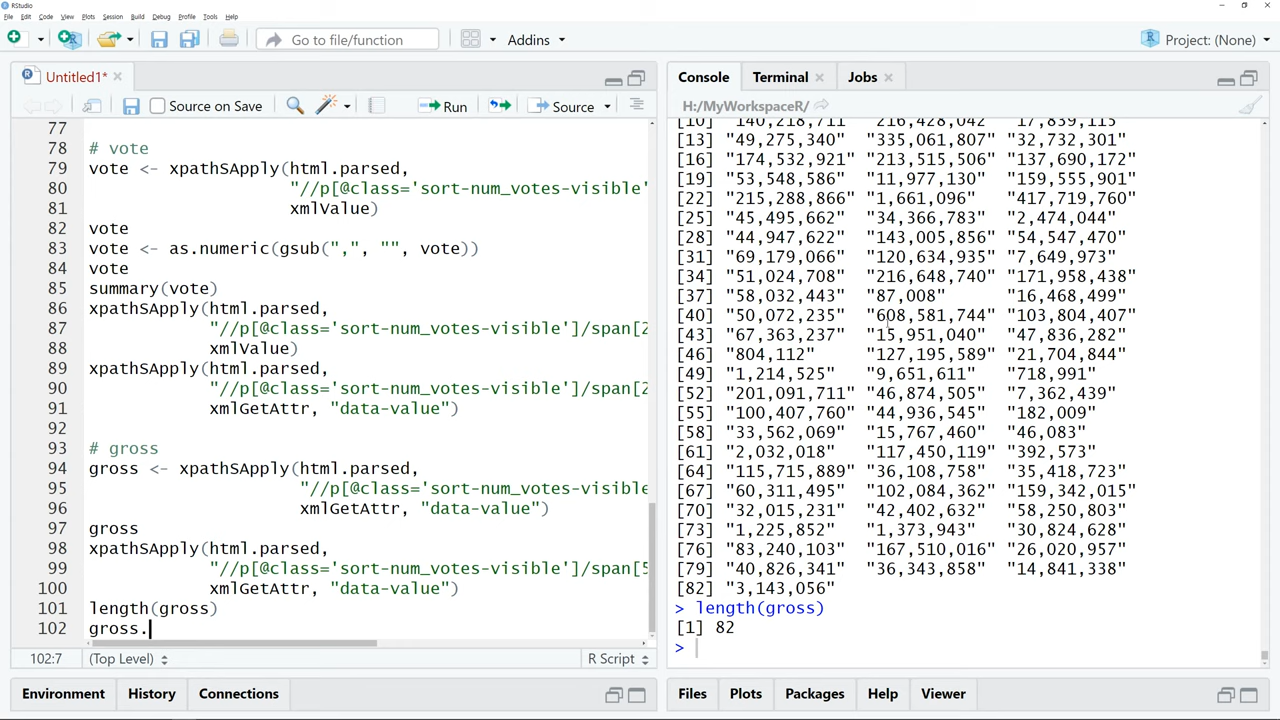 RStudio
File Edit Code View Plots Session Build Debug Profile Tools Help
Go to file/function
Addins
Project: (None)
Untitled1*
Source on Save
Run
Source
77
78 # vote
79 vote <- xpathSApply(html.parsed,
80 "//p[@class='sort-num_votes-visible'
81 xmlValue)
82 vote
83 vote <- as.numeric(gsub(",", "", vote))
84 vote
85 summary(vote)
86 xpathSApply(html.parsed,
87 "//p[@class='sort-num_votes-visible']/span[2
88 xmlValue)
89 xpathSApply(html.parsed,
90 "//p[@class='sort-num_votes-visible']/span[2
91 xmlGetAttr, "data-value")
92
93 # gross
94 gross <- xpathSApply(html.parsed,
95 "//p[@class='sort-num_votes-visible
96 xmlGetAttr, "data-value")
97 gross
98 xpathSApply(html.parsed,
99 "//p[@class='sort-num_votes-visible']/span[5
100 xmlGetAttr, "data-value")
101 length(gross)
102 gross.
102:7 (Top Level) R Script
Environment History Connections
Console Terminal Jobs
H:/MyWorkspaceR/
[10] "140,218,711" "216,428,042" "17,839,115"
[13] "49,275,340" "335,061,807" "32,732,301"
[16] "174,532,921" "213,515,506" "137,690,172"
[19] "53,548,586" "11,977,130" "159,555,901"
[22] "215,288,866" "1,661,096" "417,719,760"
[25] "45,495,662" "34,366,783" "2,474,044"
[28] "44,947,622" "143,005,856" "54,547,470"
[31] "69,179,066" "120,634,935" "7,649,973"
[34] "51,024,708" "216,648,740" "171,958,438"
[37] "58,032,443" "87,008" "16,468,499"
[40] "50,072,235" "608,581,744" "103,804,407"
[43] "67,363,237" "15,951,040" "47,836,282"
[46] "804,112" "127,195,589" "21,704,844"
[49] "1,214,525" "9,651,611" "718,991"
[52] "201,091,711" "46,874,505" "7,362,439"
[55] "100,407,760" "44,936,545" "182,009"
[58] "33,562,069" "15,767,460" "46,083"
[61] "2,032,018" "117,450,119" "392,573"
[64] "115,715,889" "36,108,758" "35,418,723"
[67] "60,311,495" "102,084,362" "159,342,015"
[70] "32,015,231" "42,402,632" "58,250,803"
[73] "1,225,852" "1,373,943" "30,824,628"
[76] "83,240,103" "167,510,016" "26,020,957"
[79] "40,826,341" "36,343,858" "14,841,338"
[82] "3,143,056"
> length(gross)
[1] 82
>
Files Plots Packages Help Viewer